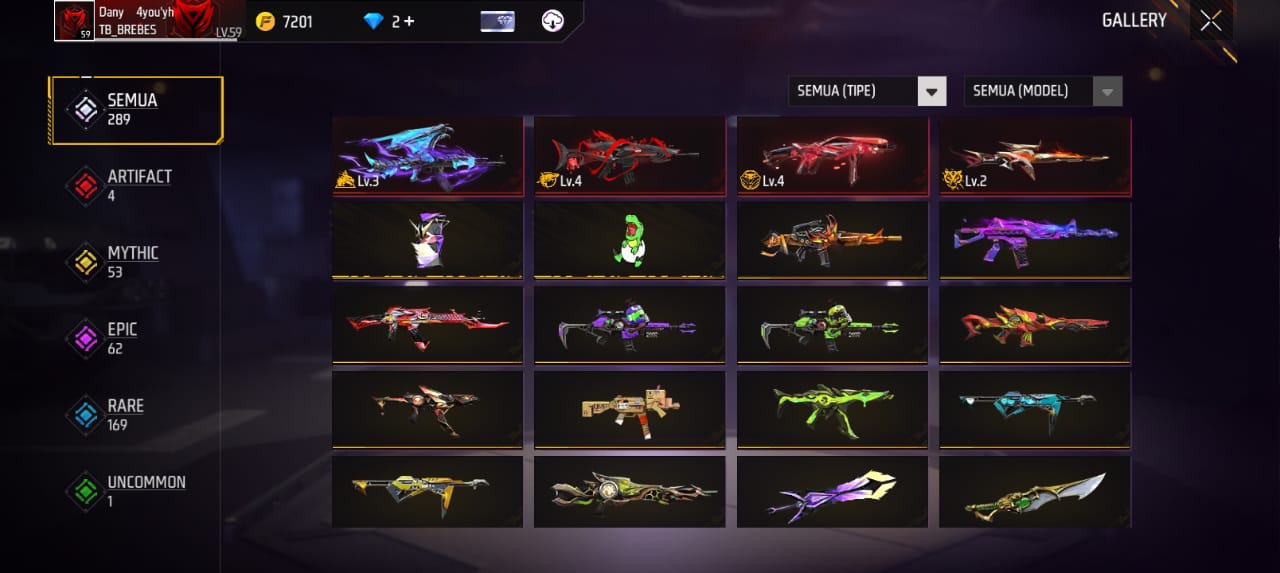 Dany 4you'yh
TB_BREBES
59
LV.59
7201
2+
GALLERY
SEMUA
289
ARTIFACT
4
MYTHIC
53
EPIC
62
RARE
169
UNCOMMON
1
SEMUA (TIPE)
SEMUA (MODEL)
Lv.3
Lv.4
Lv.4
Lv.2